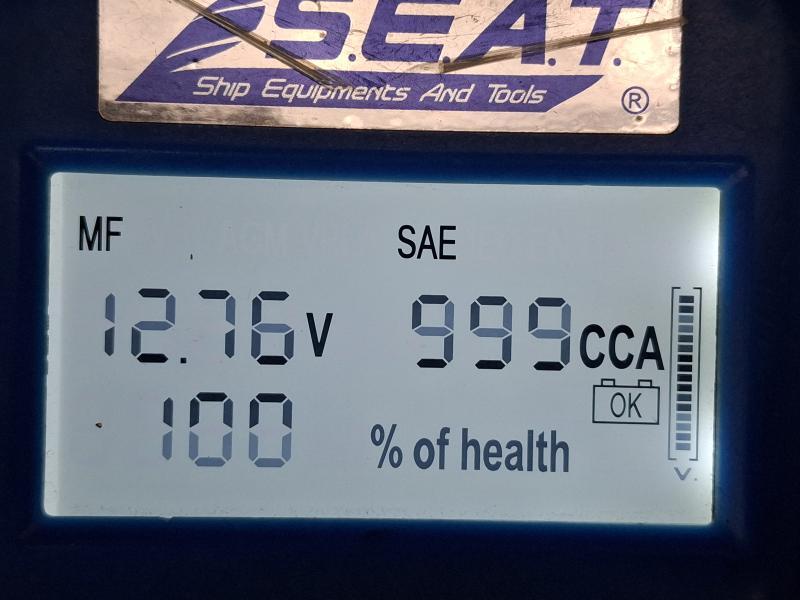 S.E.A.T.
Ship Equipments And Tools ®
MF SAE
12.76 V 999 CCA
OK
100 % of health
V